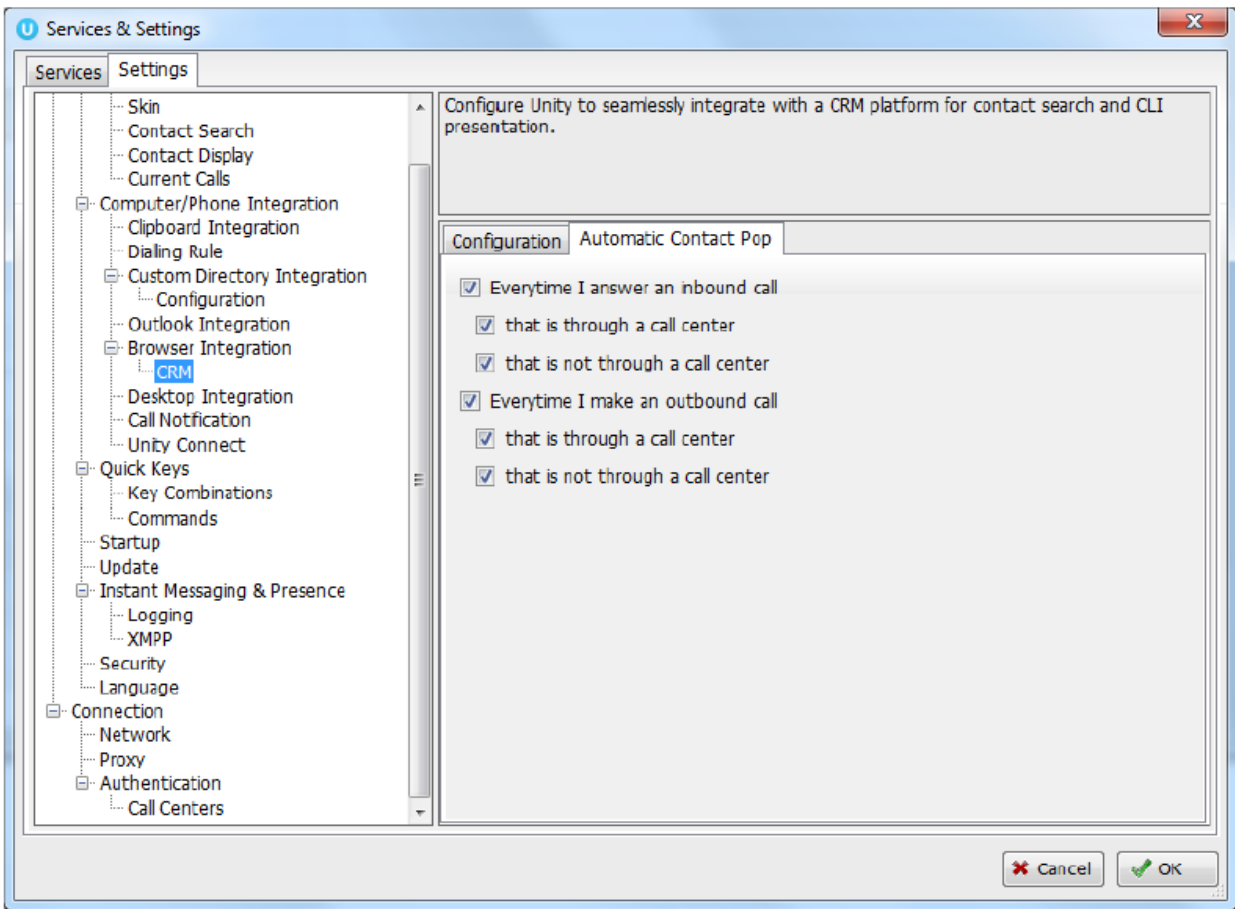 U Services & Settings
Services Settings
Skin
Contact Search
Contact Display
Current Calls
Computer/Phone Integration
Clipboard Integration
Dialing Rule
Custom Directory Integration
Configuration
Outlook Integration
Browser Integration
CRM
Desktop Integration
Call Notification
Unity Connect
Quick Keys
Key Combinations
Commands
Startup
Update
Instant Messaging & Presence
Logging
XMPP
Security
Language
Connection
Network
Proxy
Authentication
Call Centers
Configure Unity to seamlessly integrate with a CRM platform for contact search and CLI
presentation.
Configuration Automatic Contact Pop
Everytime I answer an inbound call
that is through a call center
that is not through a call center
Everytime I make an outbound call
that is through a call center
that is not through a call center
Cancel OK